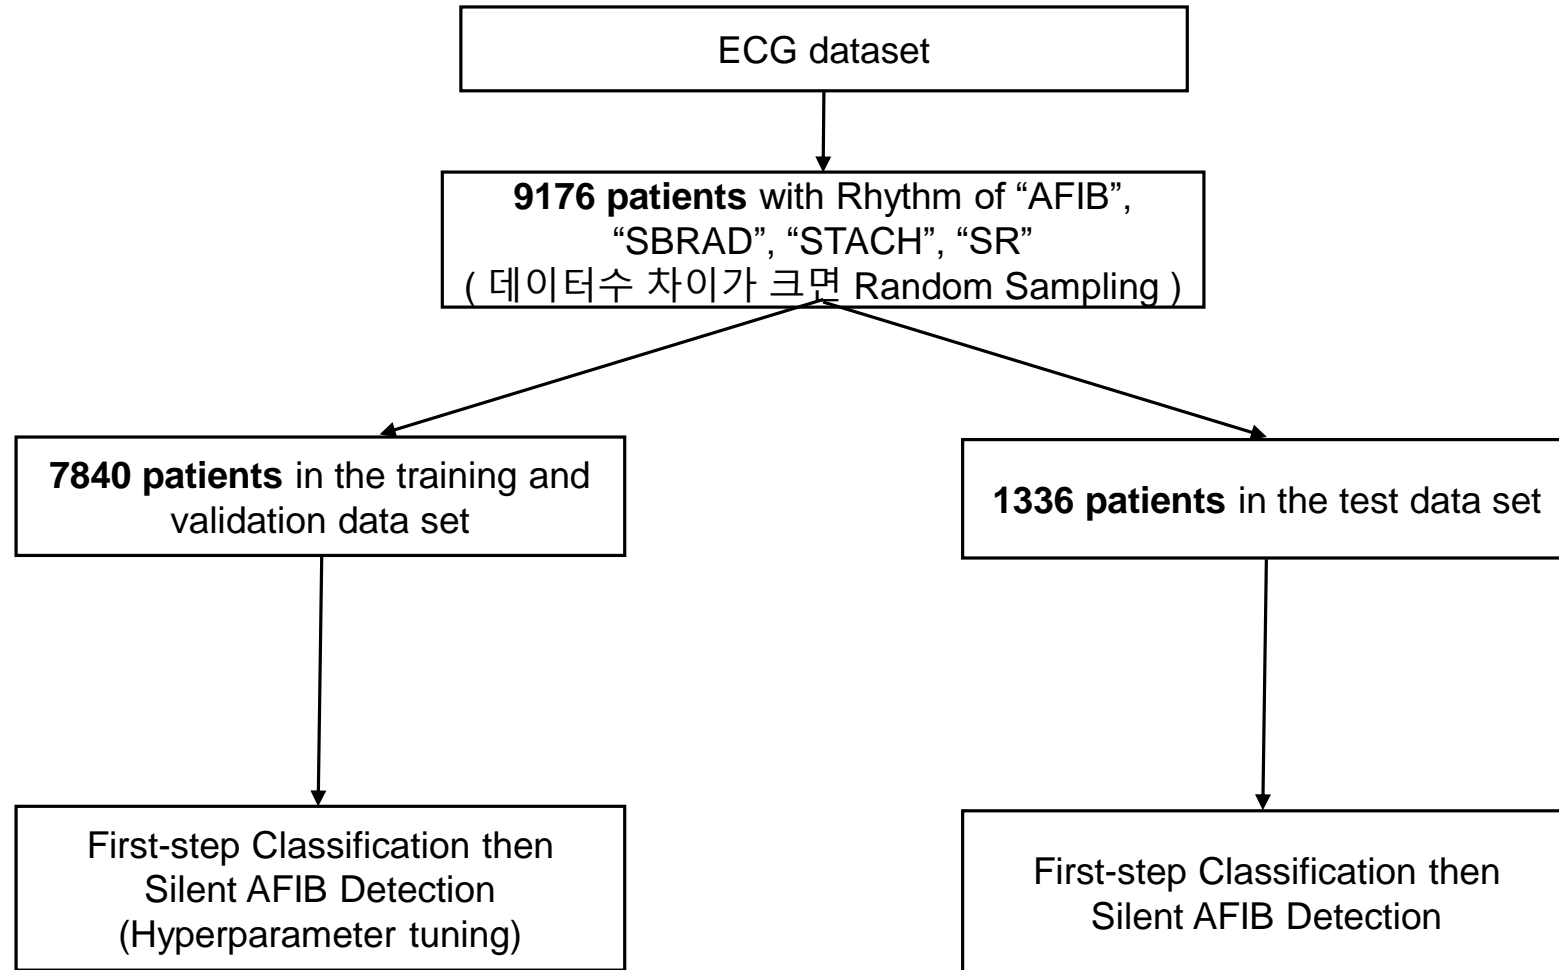 ECG dataset
9176 patients with Rhythm of “AFIB”,
“SBRAD”, “STACH”, “SR”
( 데이터수 차이가 크면 Random Sampling )
7840 patients in the training and
validation data set
1336 patients in the test data set
First-step Classification then
Silent AFIB Detection
(Hyperparameter tuning)
First-step Classification then
Silent AFIB Detection